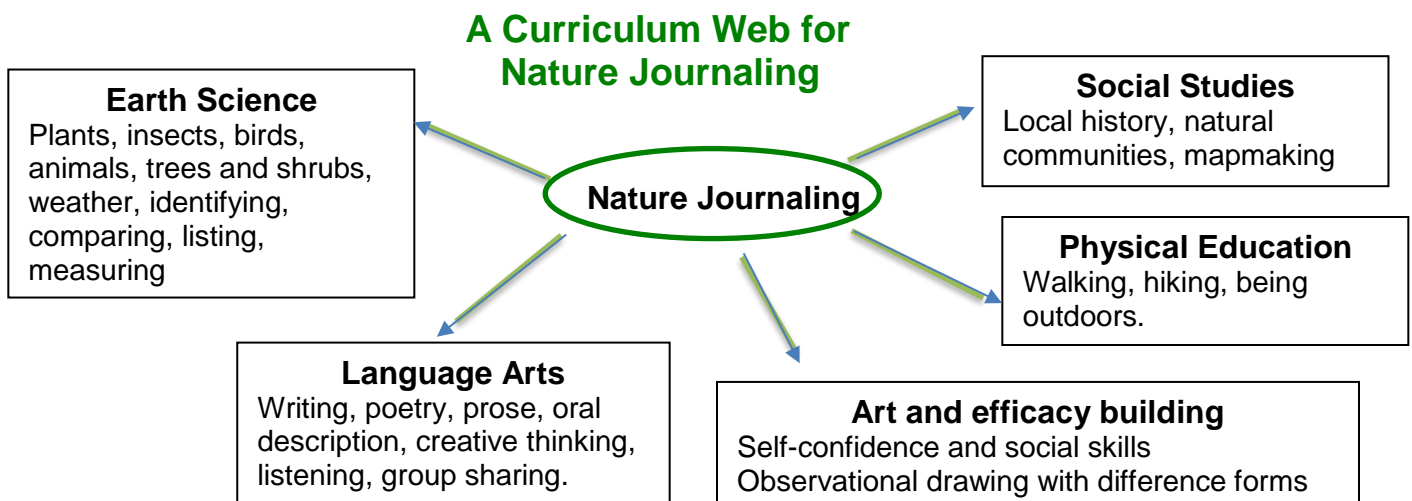 A Curriculum Web for
Nature Journaling
Earth Science
Plants, insects, birds,
animals, trees and shrubs,
weather, identifying,
comparing, listing,
measuring
Social Studies
Local history, natural
communities, mapmaking
Nature Journaling
Physical Education
Walking, hiking, being
outdoors.
Language Arts
Writing, poetry, prose, oral
description, creative thinking,
listening, group sharing.
Art and efficacy building
Self-confidence and social skills
Observational drawing with difference forms